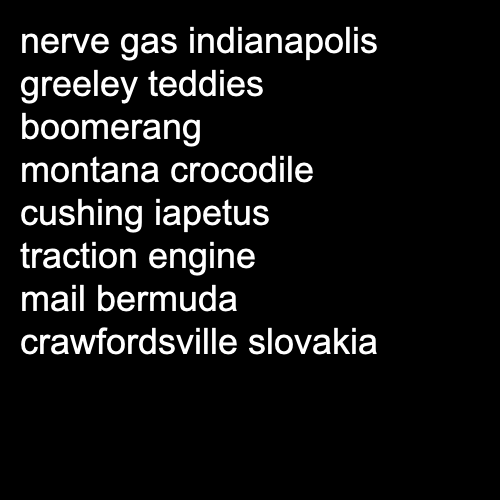 nerve gas indianapolis
greeley teddies
boomerang
montana crocodile
cushing iapetus
traction engine
mail bermuda
crawfordsville slovakia